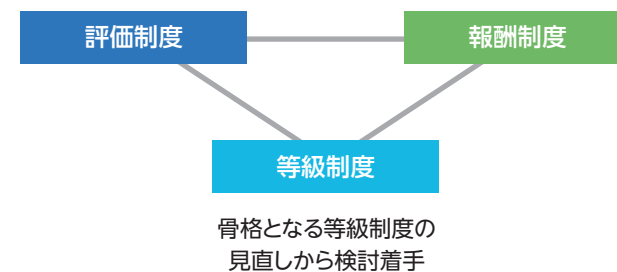 評価制度
報酬制度
等級制度
骨格となる等級制度の
見直しから検討着手